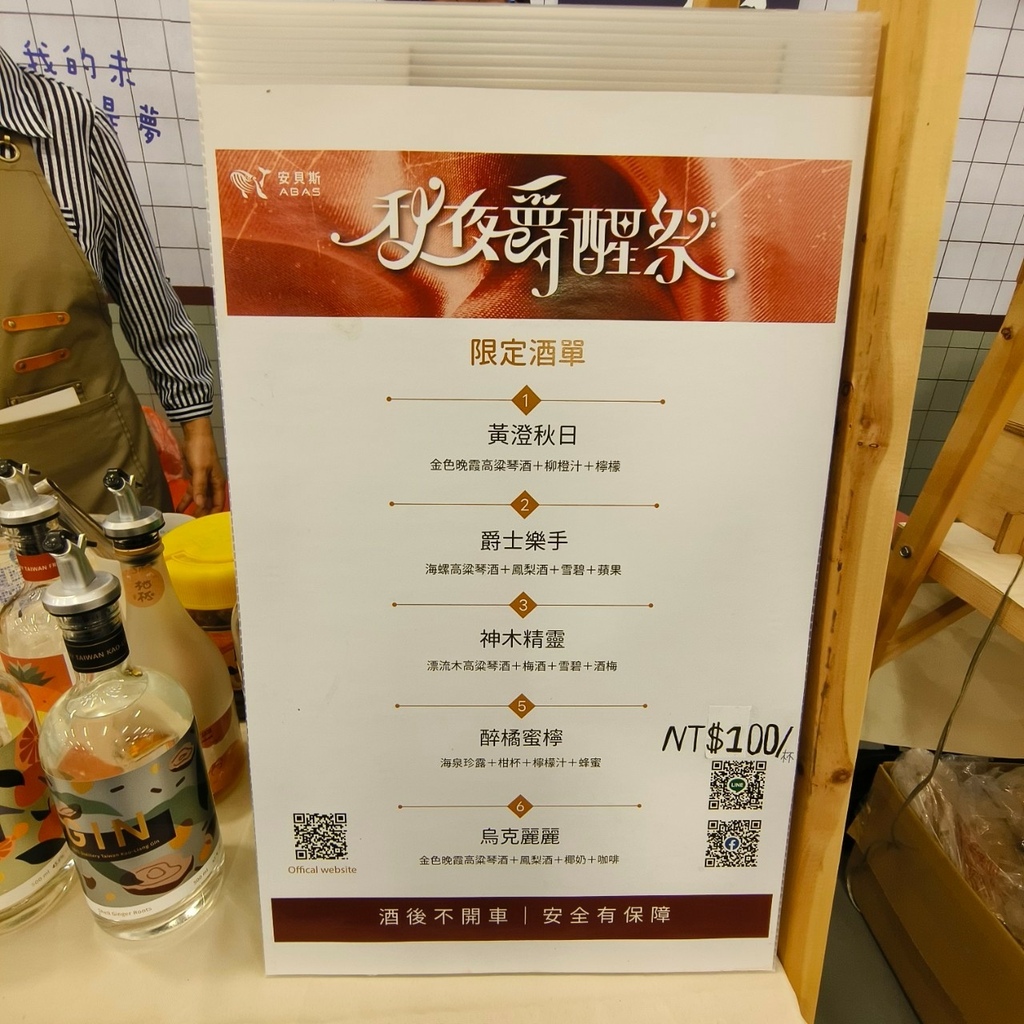 我的未
是夢
安貝斯
ABAS
秋夜爵醒祭
限定酒單
1
黃澄秋日
金色晚霞高粱琴酒+柳橙汁+檸檬
2
爵士樂手
海螺高粱琴酒+鳳梨酒+雪碧+蘋果
3
神木精靈
漂流木高粱琴酒+梅酒+雪碧+酒梅
5
醉橘蜜檸
海泉珍露+柑杯+檸檬汁+蜂蜜
NT$100/杯
LINE
6
烏克麗麗
金色晚霞高粱琴酒+鳳梨酒+椰奶+咖啡
Offical website
酒後不開車｜安全有保障
TAIWAN KAO
GIN